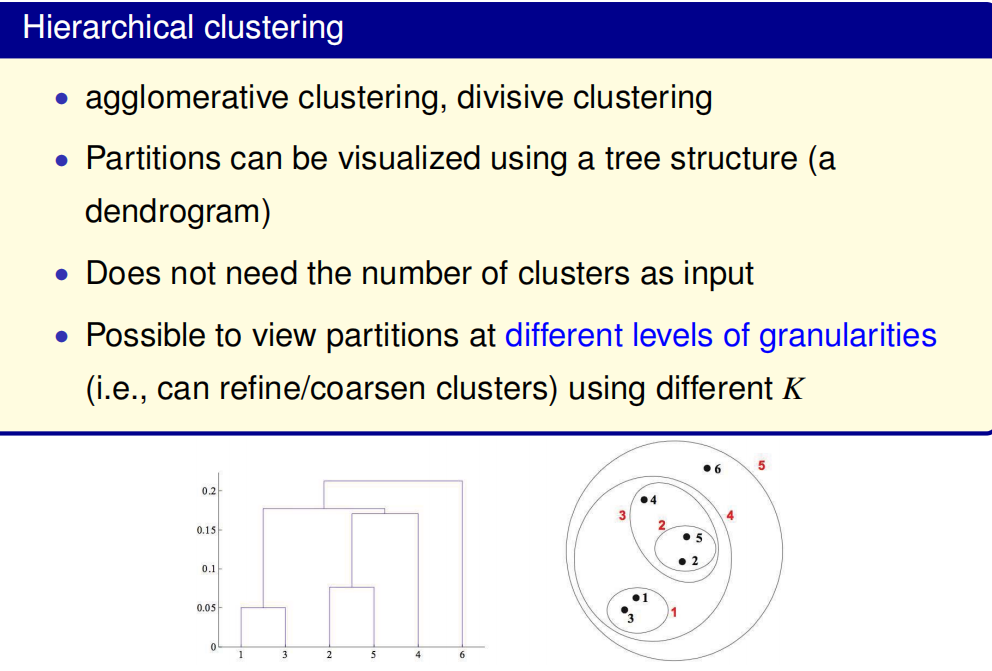 Hierarchical clustering
• agglomerative clustering, divisive clustering
• Partitions can be visualized using a tree structure (a
dendrogram)
• Does not need the number of clusters as input
• Possible to view partitions at different levels of granularities
(i.e., can refine/coarsen clusters) using different K
0.2
0.15
0.1
0.05
0
1 3 2 5 4 6
6 5
4
3 4
2
5
2
1
1
3